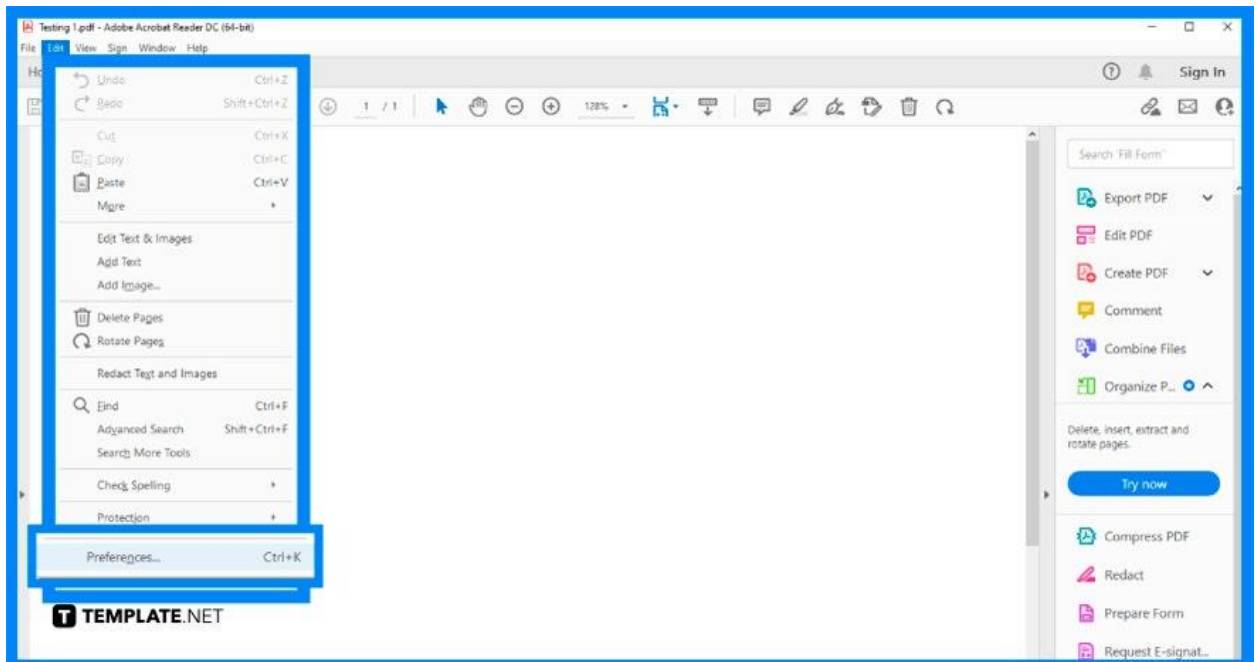 Testing 1.pdf - Adobe Acrobat Reader DC (64-bit)
File Edit View Sign Window Help
Sign In
1 / 1 128%
Undo Ctrl+Z
Redo Shift+Ctrl+Z
Cut Ctrl+X
Copy Ctrl+C
Paste Ctrl+V
More
Edit Text & Images
Add Text
Add Image...
Delete Pages
Rotate Pages
Redact Text and Images
Find Ctrl+F
Advanced Search Shift+Ctrl+F
Search More Tools
Check Spelling
Protection
Preferences... Ctrl+K
T TEMPLATE.NET
Search 'Fill Form'
Export PDF
Edit PDF
Create PDF
Comment
Combine Files
Organize P...
Delete, insert, extract and
rotate pages.
Try now
Compress PDF
Redact
Prepare Form
Request E-signat...